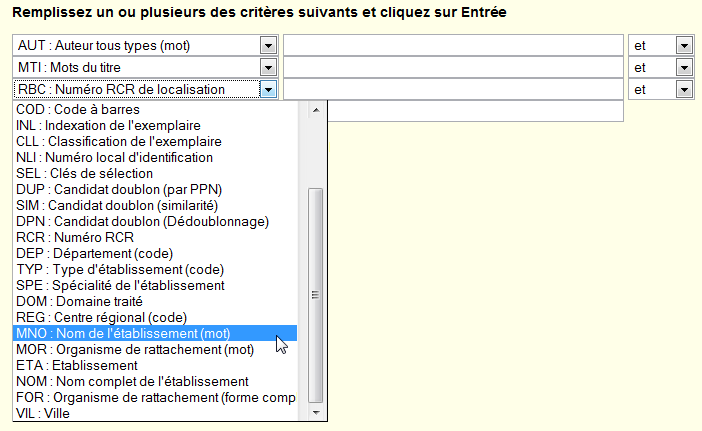 Remplissez un ou plusieurs des critères suivants et cliquez sur Entrée
AUT : Auteur tous types (mot) et
MTI : Mots du titre et
RBC : Numéro RCR de localisation et
COD : Code à barres
INL : Indexation de l'exemplaire
CLL : Classification de l'exemplaire
NLI : Numéro local d'identification
SEL : Clés de sélection
DUP : Candidat doublon (par PPN)
SIM : Candidat doublon (similarité)
DPN : Candidat doublon (Dédoublonnage)
RCR : Numéro RCR
DEP : Département (code)
TYP : Type d'établissement (code)
SPE : Spécialité de l'établissement
DOM : Domaine traité
REG : Centre régional (code)
MNO : Nom de l'établissement (mot)
MOR : Organisme de rattachement (mot)
ETA : Etablissement
NOM : Nom complet de l'établissement
FOR : Organisme de rattachement (forme comp
VIL : Ville